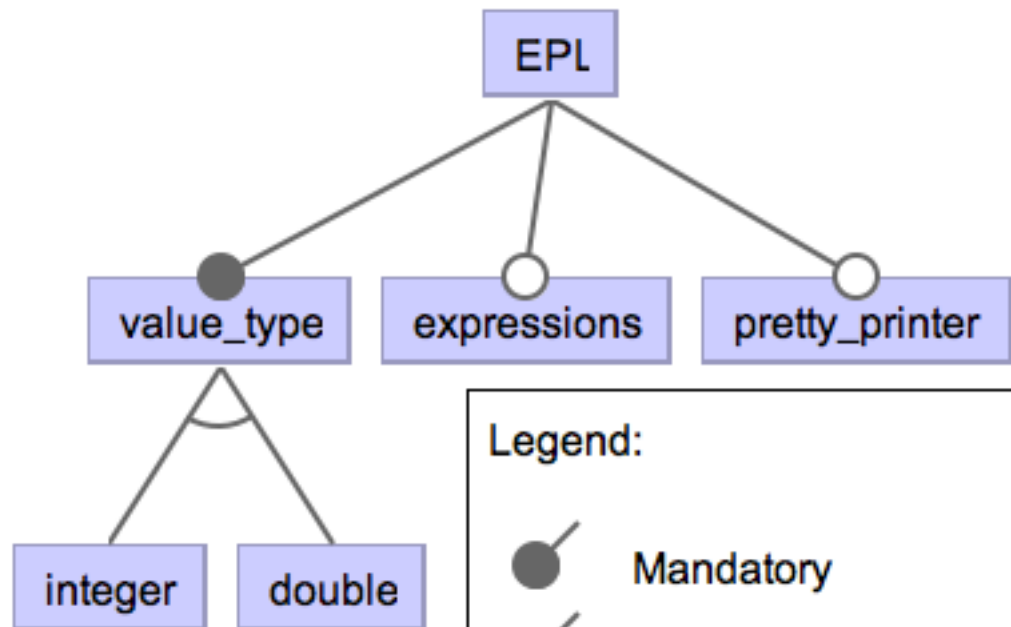 EPL
value_type
expressions
pretty_printer
Legend:
Mandatory
integer
double